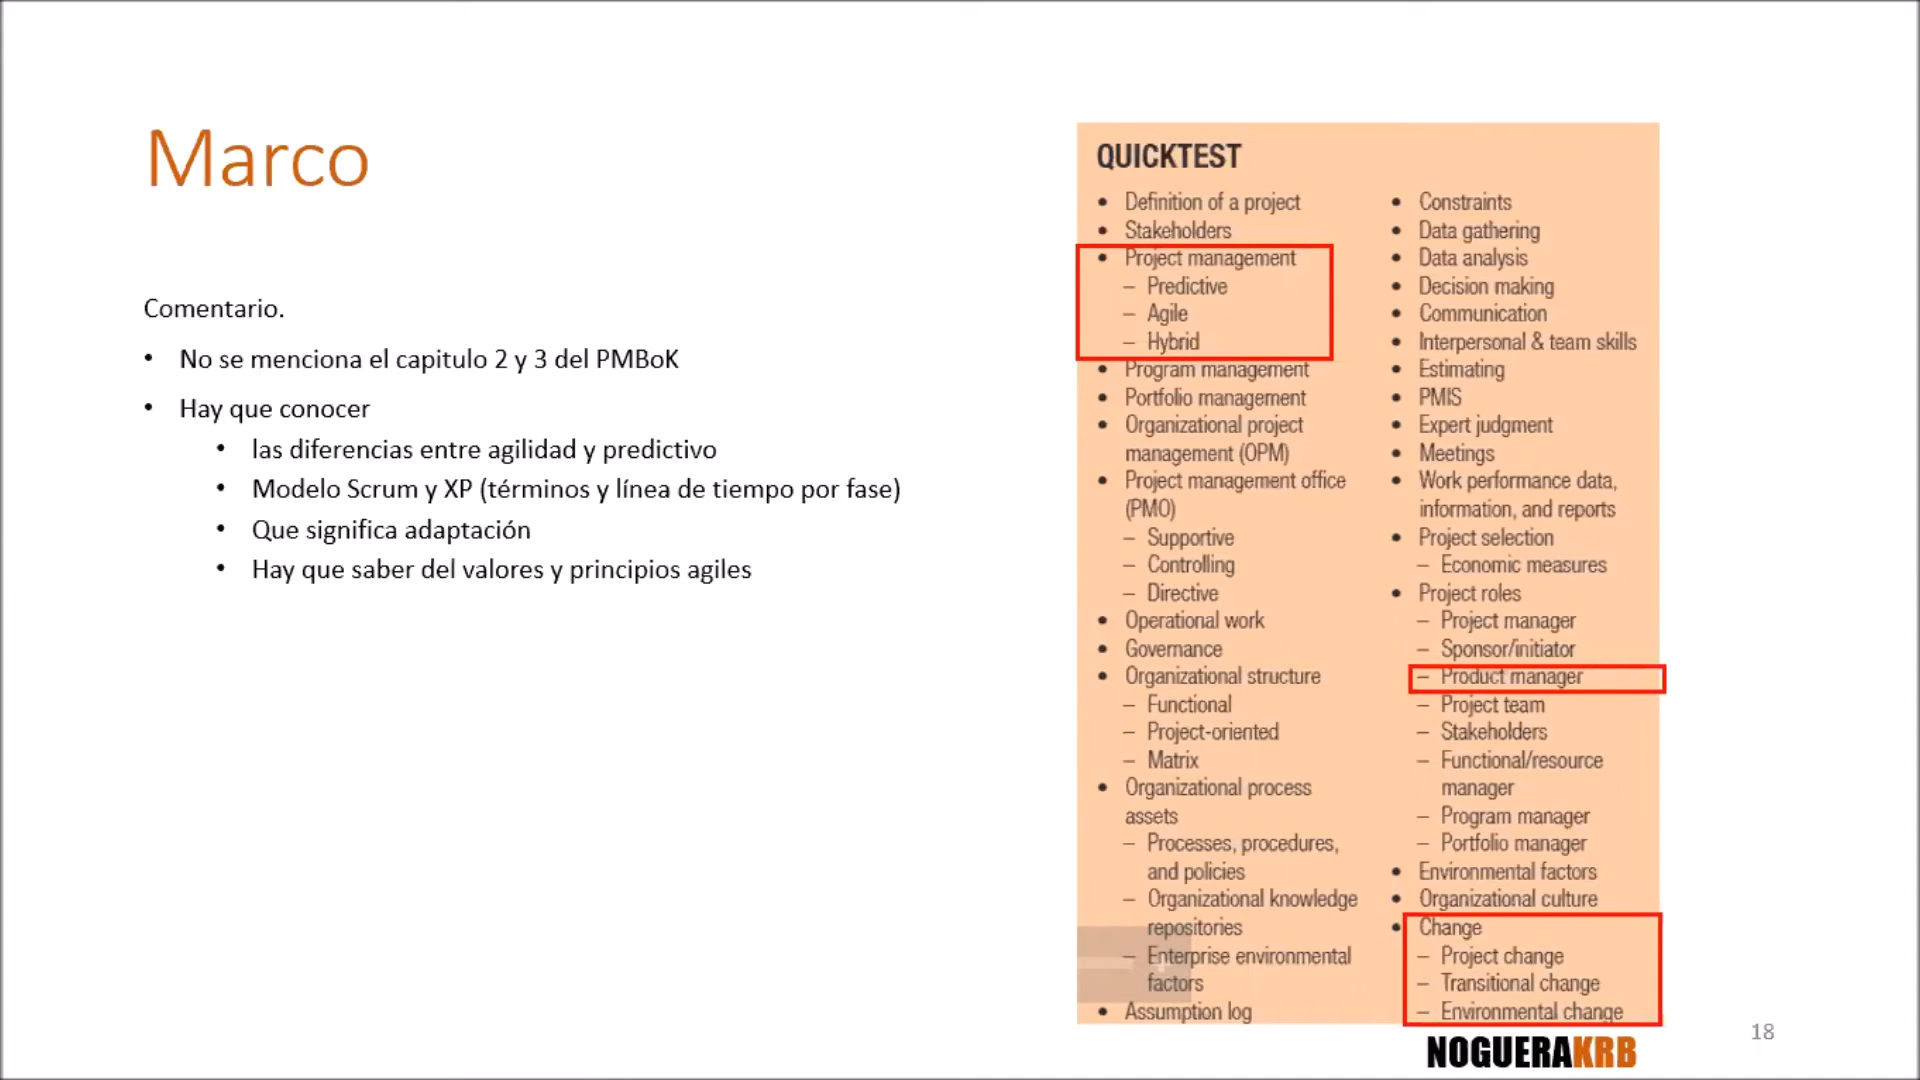 Marco
Comentario.
• No se menciona el capitulo 2 y 3 del PMBoK
• Hay que conocer
• las diferencias entre agilidad y predictivo
• Modelo Scrum y XP (términos y línea de tiempo por fase)
• Que significa adaptación
• Hay que saber del valores y principios agiles
QUICKTEST
• Definition of a project
• Stakeholders
• Project management
– Predictive
– Agile
– Hybrid
• Program management
• Portfolio management
• Organizational project
management (OPM)
• Project management office
(PMO)
– Supportive
– Controlling
– Directive
• Operational work
• Governance
• Organizational structure
– Functional
– Project-oriented
– Matrix
• Organizational process
assets
– Processes, procedures,
and policies
– Organizational knowledge
repositories
– Enterprise environmental
factors
• Assumption log
• Constraints
• Data gathering
• Data analysis
• Decision making
• Communication
• Interpersonal & team skills
• Estimating
• PMIS
• Expert judgment
• Meetings
• Work performance data,
information, and reports
• Project selection
– Economic measures
• Project roles
– Project manager
– Sponsor/initiator
– Product manager
– Project team
– Stakeholders
– Functional/resource
manager
– Program manager
– Portfolio manager
• Environmental factors
• Organizational culture
• Change
– Project change
– Transitional change
– Environmental change
18
NOGUERAKRB